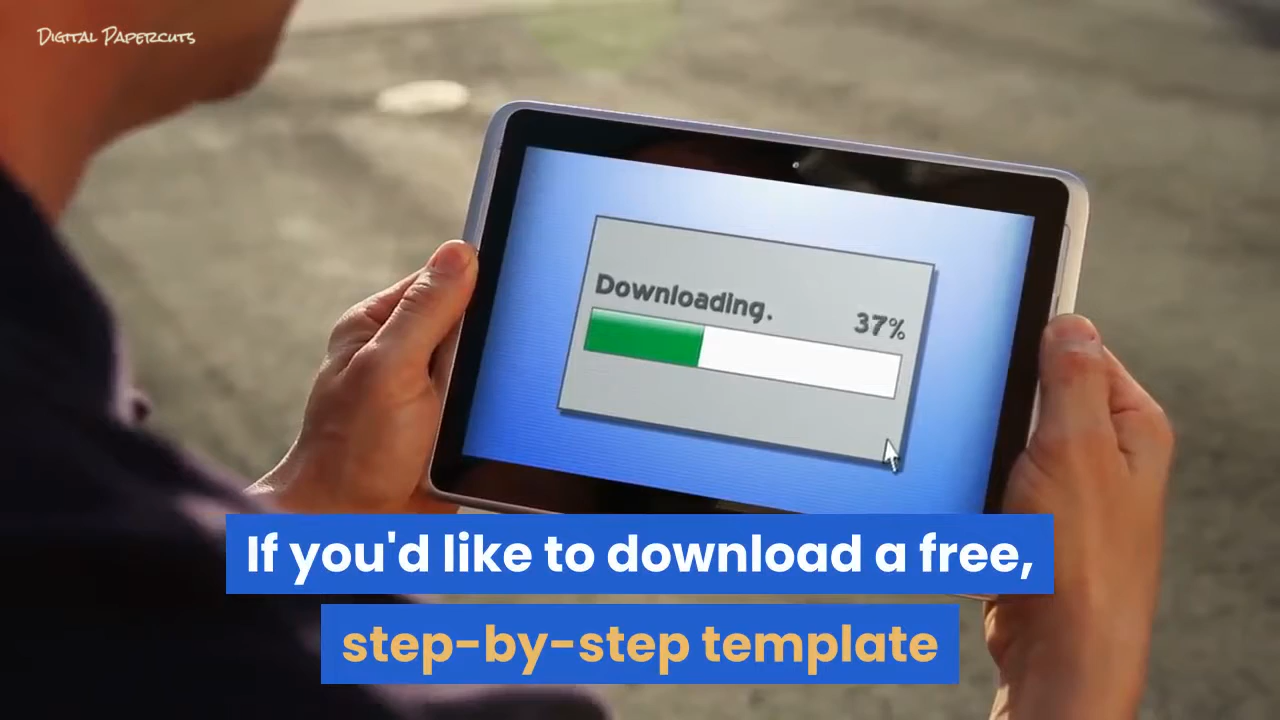 Digital Papercuts
Downloading.
37%
If you'd like to download a free,
step-by-step template